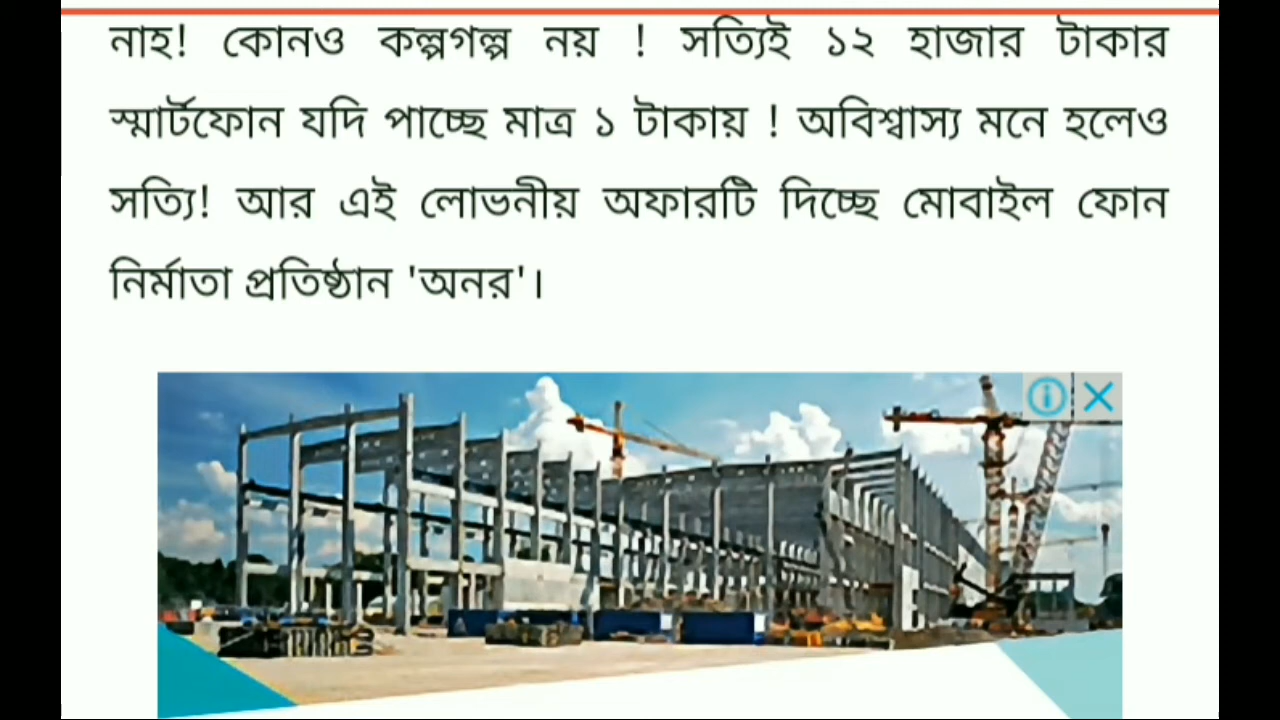 নাহ! কোনও কল্পগল্প নয় ! সত্যিই ১২ হাজার টাকার
স্মার্টফোন যদি পাচ্ছে মাত্র ১ টাকায় ! অবিশ্বাস্য মনে হলেও
সত্যি! আর এই লোভনীয় অফারটি দিচ্ছে মোবাইল ফোন
নির্মাতা প্রতিষ্ঠান 'অনর'।